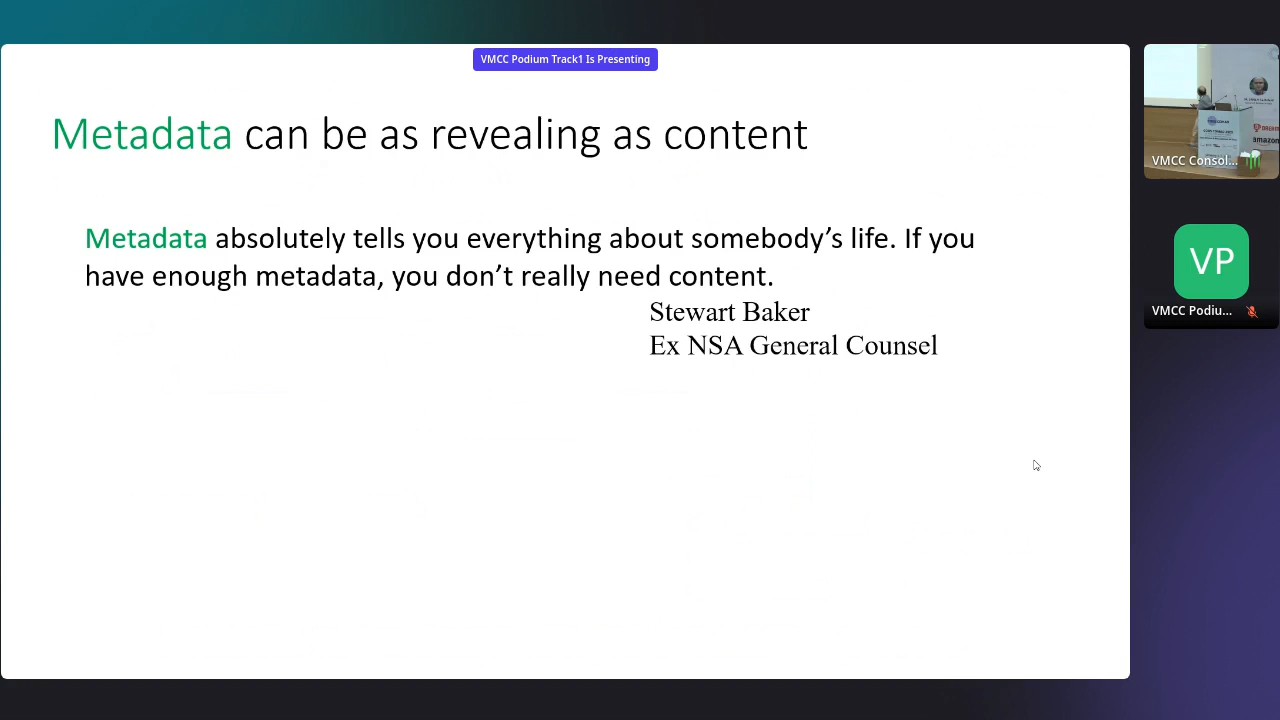 VMCC Podium Track1 Is Presenting
Metadata can be as revealing as content
Metadata absolutely tells you everything about somebody’s life. If you
have enough metadata, you don’t really need content.
Stewart Baker
Ex NSA General Counsel
VMCC Consol...
amazon
VP
VMCC Podiu...